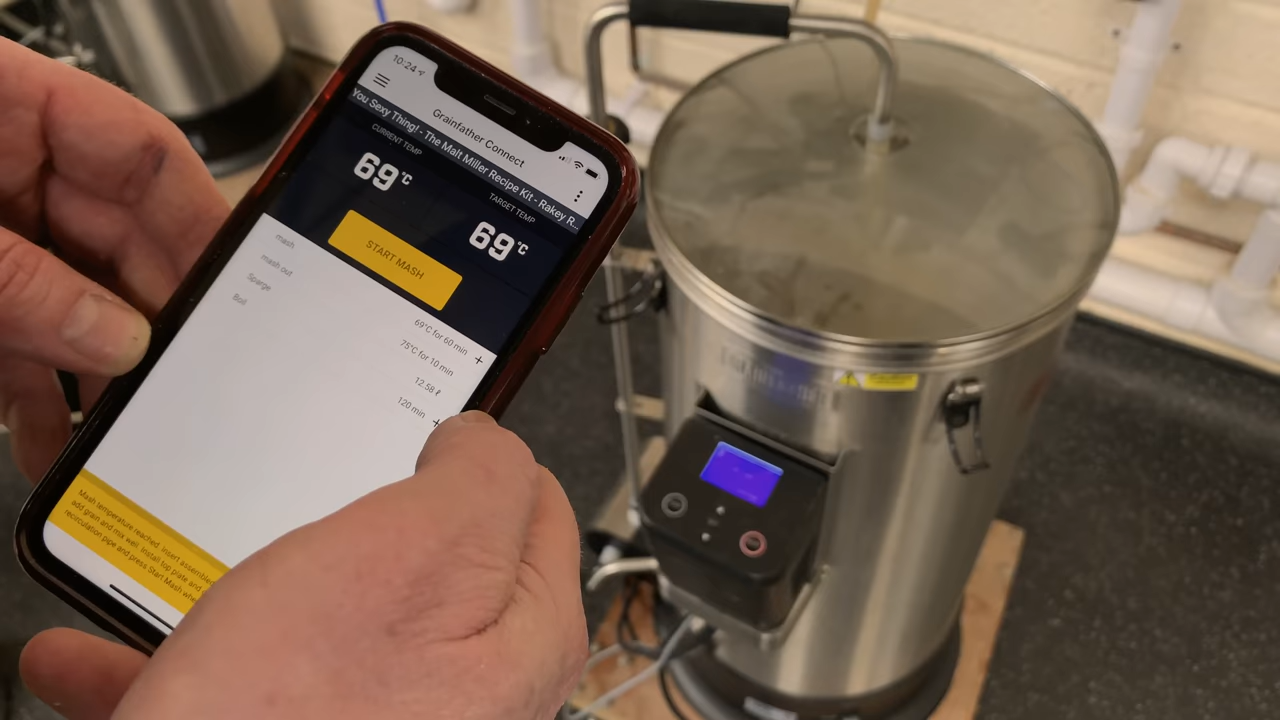 10:24
Grainfather Connect
You Sexy Thing! - The Malt Miller Recipe Kit - Rakey R...
CURRENT TEMP
69°C
TARGET TEMP
69°C
START MASH
mash
69°C for 60 min +
mash out
75°C for 10 min
Sparge
12.58 ℓ
Boil
120 min +
Mash temperature reached, insert assembled
add grain and mix well. Install top plate and
recirculation pipe and press Start Mash